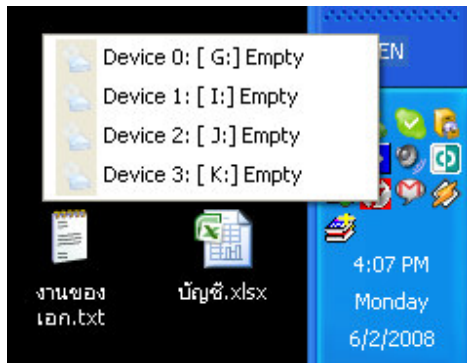 Device 0: [ G:] Empty
Device 1: [ I:] Empty
Device 2: [ J:] Empty
Device 3: [ K:] Empty
EN
งานของ
เอก.txt
บัญชี.xlsx
4:07 PM
Monday
6/2/2008